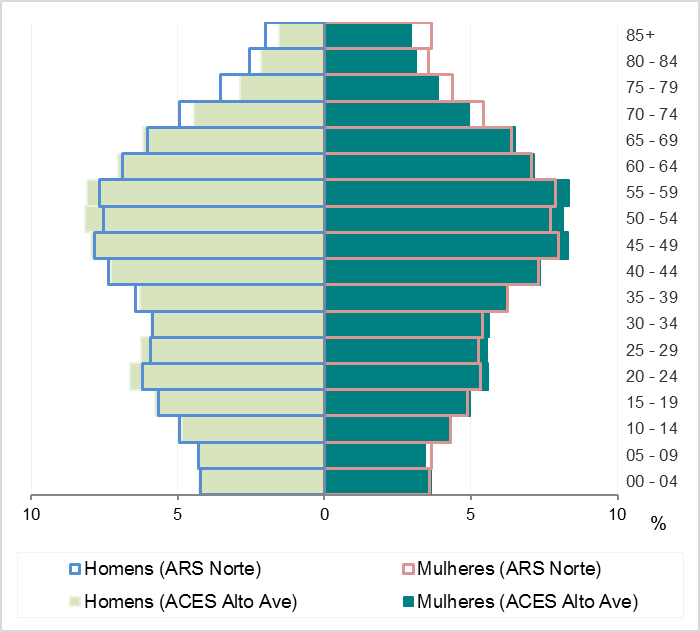 85+
80 - 84
75 - 79
70 - 74
65 - 69
60 - 64
55 - 59
50 - 54
45 - 49
40 - 44
35 - 39
30 - 34
25 - 29
20 - 24
15 - 19
10 - 14
05 - 09
00 - 04
10 5 0 5 10
%
Homens (ARS Norte) Mulheres (ARS Norte)
Homens (ACES Alto Ave) Mulheres (ACES Alto Ave)